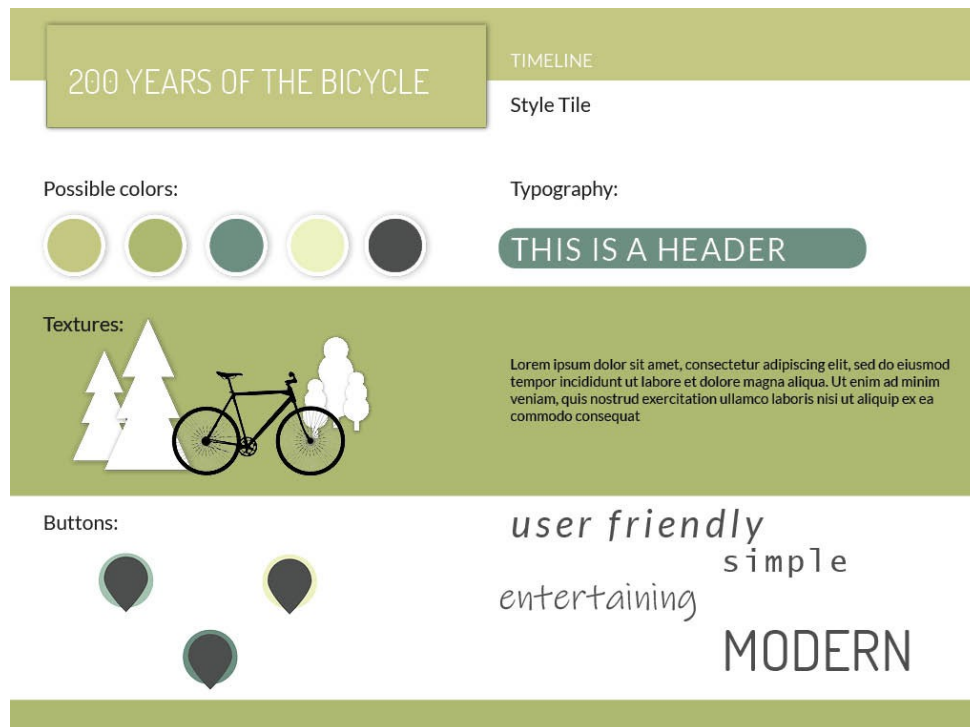 200 YEARS OF THE BICYCLE
TIMELINE
Style Tile
Possible colors:
Typography:
THIS IS A HEADER
Textures:
Lorem ipsum dolor sit amet, consectetur adipiscing elit, sed do eiusmod
tempor incididunt ut labore et dolore magna aliqua. Ut enim ad minim
veniam, quis nostrud exercitation ullamco laboris nisi ut aliquip ex ea
commodo consequat
Buttons:
user friendly
simple
entertaining
MODERN